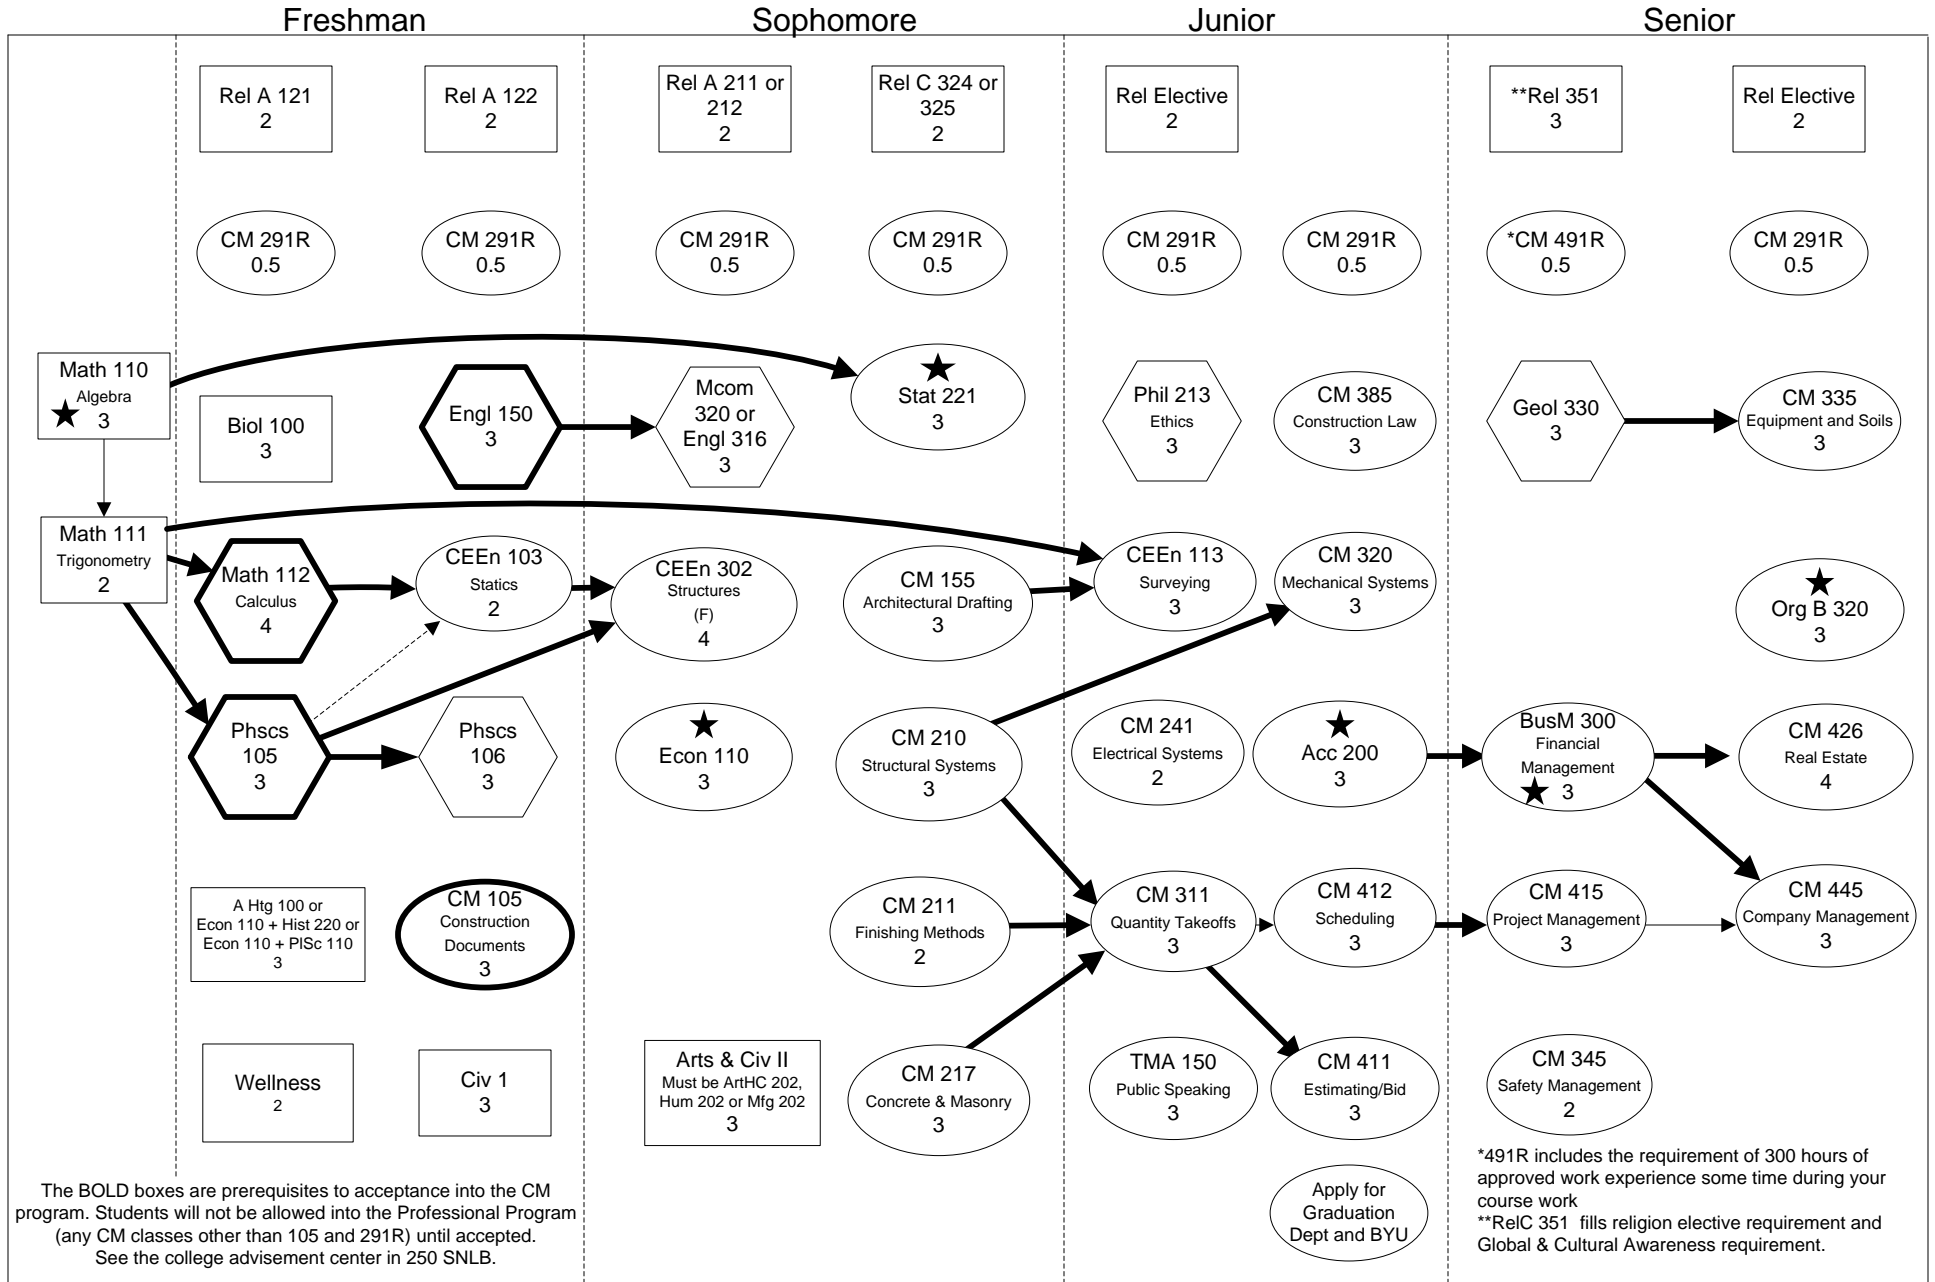 Freshman
Sophomore
Junior
Senior
Rel A 121
2
Rel A 122
2
Rel A 211 or
212
2
Rel C 324 or
325
2
Rel Elective
2
**Rel 351
3
Rel Elective
2
CM 291R
0.5
CM 291R
0.5
CM 291R
0.5
CM 291R
0.5
CM 291R
0.5
CM 291R
0.5
*CM 491R
0.5
CM 291R
0.5
Math 110
Algebra
3
Biol 100
3
Engl 150
3
Mcom
320 or
Engl 316
3
Stat 221
3
Phil 213
Ethics
3
CM 385
Construction Law
3
Geol 330
3
CM 335
Equipment and Soils
3
Math 111
Trigonometry
2
Math 112
Calculus
4
CEEn 103
Statics
2
CEEn 302
Structures
(F)
4
CM 155
Architectural Drafting
3
CEEn 113
Surveying
3
CM 320
Mechanical Systems
3
Org B 320
3
Phscs
105
3
Phscs
106
3
Econ 110
3
CM 210
Structural Systems
3
CM 241
Electrical Systems
2
Acc 200
3
BusM 300
Financial
Management
3
CM 426
Real Estate
4
A Htg 100 or
Econ 110 + Hist 220 or
Econ 110 + PlSc 110
3
CM 105
Construction
Documents
3
CM 211
Finishing Methods
2
CM 311
Quantity Takeoffs
3
CM 412
Scheduling
3
CM 415
Project Management
3
CM 445
Company Management
3
Wellness
2
Civ 1
3
Arts & Civ II
Must be ArtHC 202,
Hum 202 or Mfg 202
3
CM 217
Concrete & Masonry
3
TMA 150
Public Speaking
3
CM 411
Estimating/Bid
3
CM 345
Safety Management
2
The BOLD boxes are prerequisites to acceptance into the CM
program. Students will not be allowed into the Professional Program
(any CM classes other than 105 and 291R) until accepted.
See the college advisement center in 250 SNLB.
Apply for
Graduation
Dept and BYU
*491R includes the requirement of 300 hours of
approved work experience some time during your
course work
**RelC 351 fills religion elective requirement and
Global & Cultural Awareness requirement.